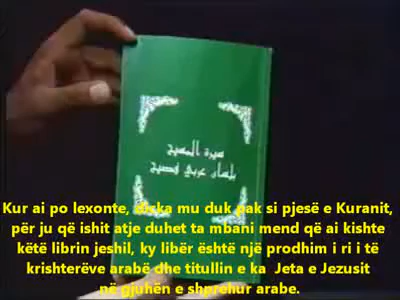 سيرة المسيح
بلسان عربي فصيح
Kur ai po lexonte, diska mu duk pak si pjesë e Kuranit,
për ju që ishit atje duhet ta mbani mend që ai kishte
këtë librin jeshil, ky libër është një prodhim i ri i të
krishterëve arabë dhe titullin e ka Jeta e Jezusit
në gjuhën e shprehur arabe.